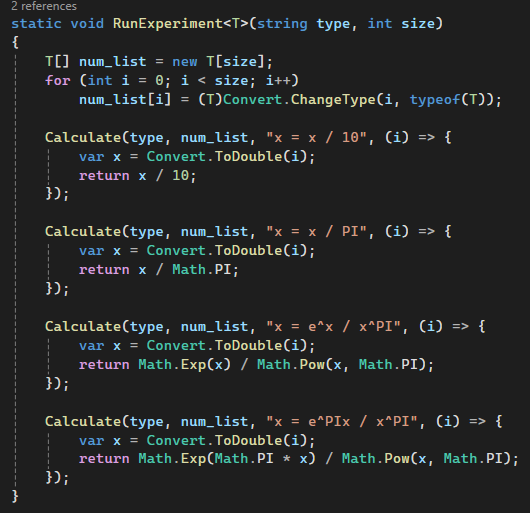 2 references
static void RunExperiment<T>(string type, int size)
{
    T[] num_list = new T[size];
    for (int i = 0; i < size; i++)
        num_list[i] = (T)Convert.ChangeType(i, typeof(T));

    Calculate(type, num_list, "x = x / 10", (i) => {
        var x = Convert.ToDouble(i);
        return x / 10;
    });

    Calculate(type, num_list, "x = x / PI", (i) => {
        var x = Convert.ToDouble(i);
        return x / Math.PI;
    });

    Calculate(type, num_list, "x = e^x / x^PI", (i) => {
        var x = Convert.ToDouble(i);
        return Math.Exp(x) / Math.Pow(x, Math.PI);
    });

    Calculate(type, num_list, "x = e^PIx / x^PI", (i) => {
        var x = Convert.ToDouble(i);
        return Math.Exp(Math.PI * x) / Math.Pow(x, Math.PI);
    });
}